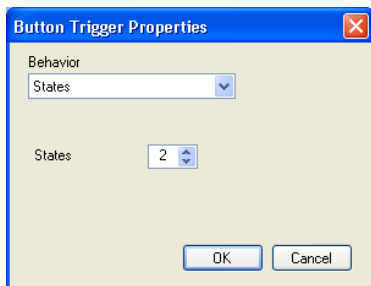 Button Trigger Properties
Behavior
States
States 2
OK Cancel